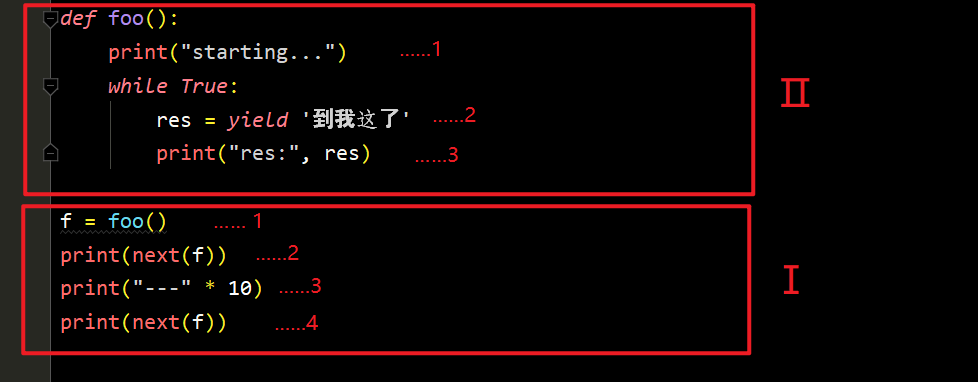 def foo():
print("starting...") ......1
while True:
res = yield '到我这了' ......2
print("res:", res) ......3
II
f = foo() ...... 1
print(next(f)) ......2
print("---" * 10) ......3
I
print(next(f)) ......4